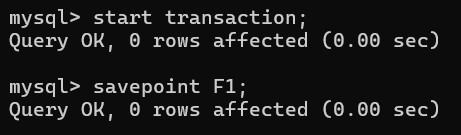 mysql> start transaction;
Query OK, 0 rows affected (0.00 sec)
mysql> savepoint F1;
Query OK, 0 rows affected (0.00 sec)